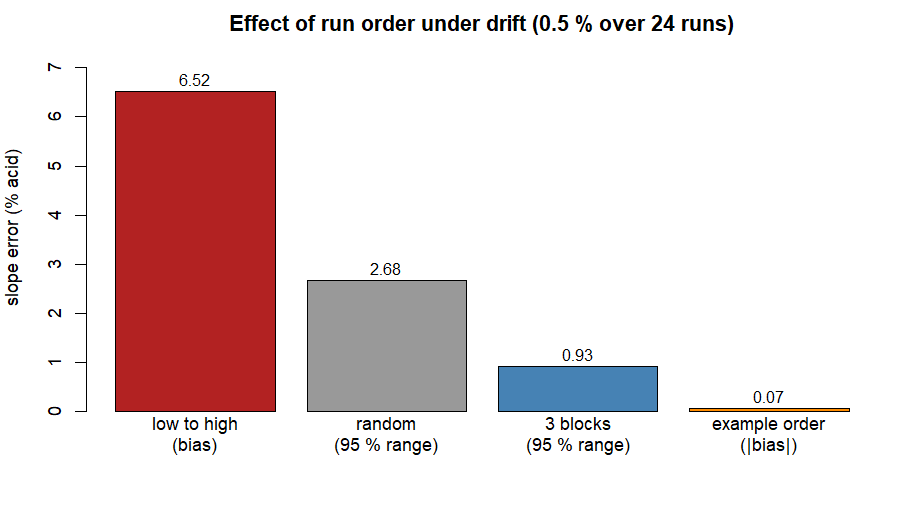 Effect of run order under drift (0.5 % over 24 runs)
slope error (% acid)
7
6
5
4
3
2
1
0
6.52
2.68
0.93
0.07
low to high
(bias)
random
(95 % range)
3 blocks
(95 % range)
example order
(|bias|)